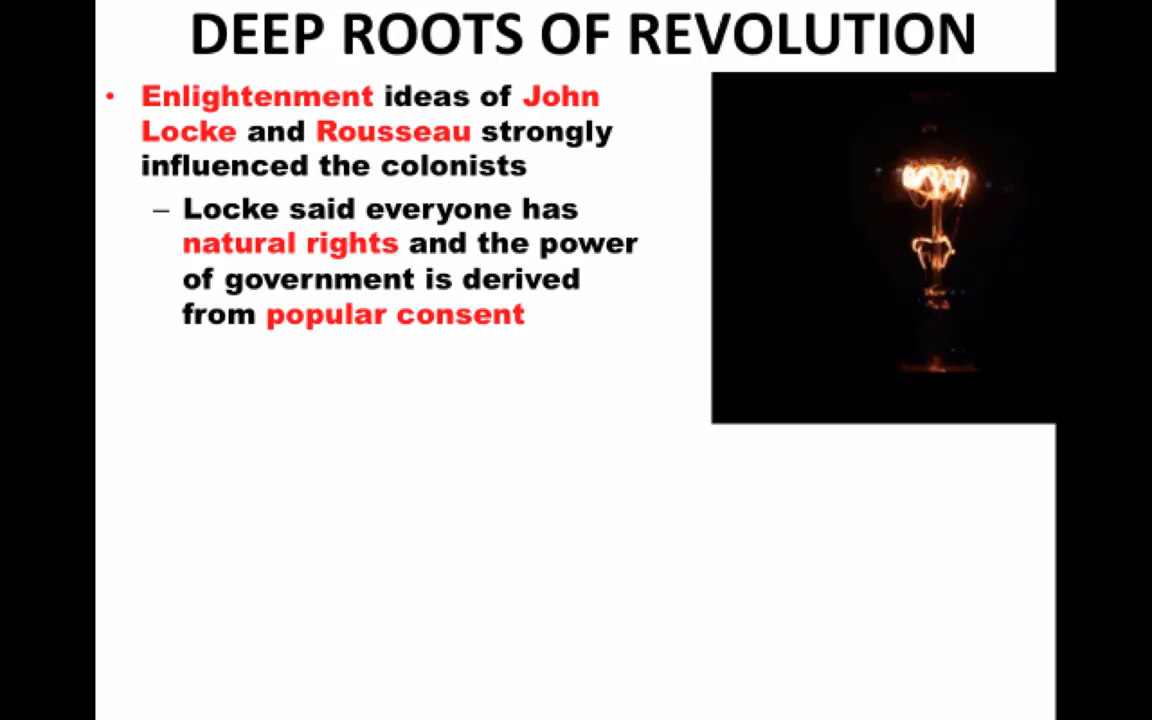 DEEP ROOTS OF REVOLUTION
• Enlightenment ideas of John
Locke and Rousseau strongly
influenced the colonists
– Locke said everyone has
natural rights and the power
of government is derived
from popular consent